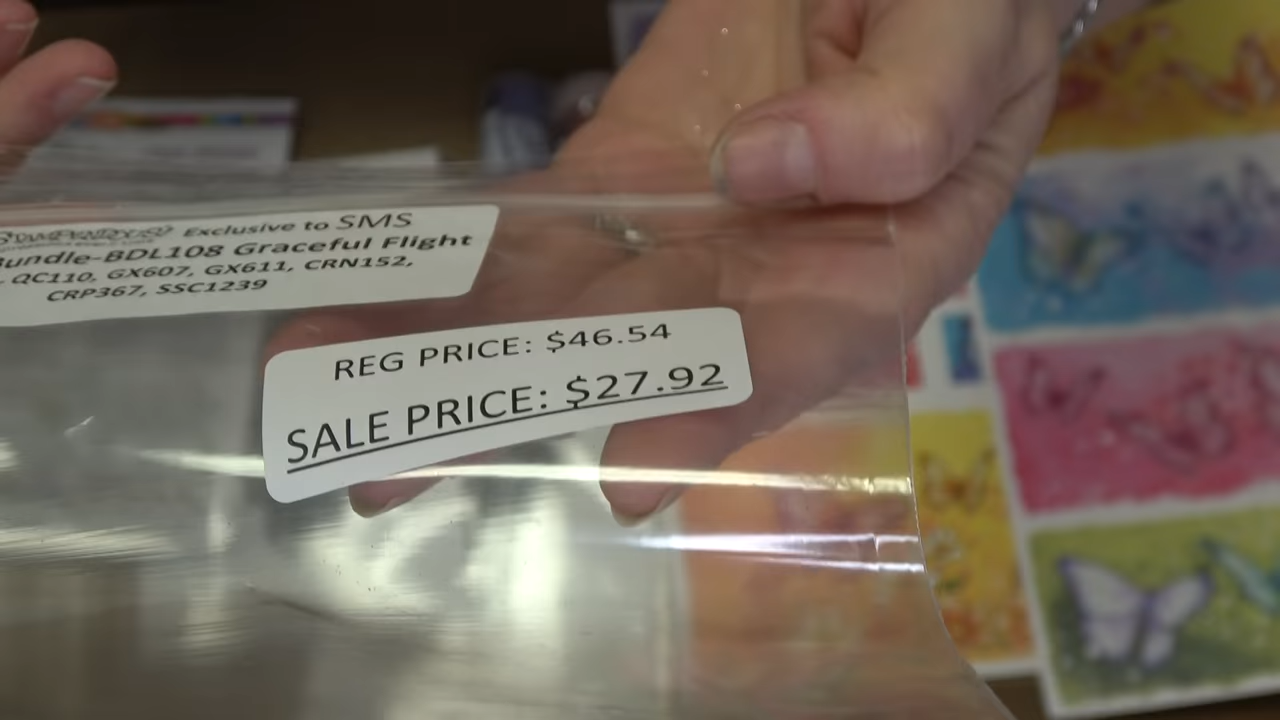 Stampendous! Exclusive to SMS
Bundle-BDL108 Graceful Flight
QC110, GX607, GX611, CRN152,
CRP367, SSC1239
REG PRICE: $46.54
SALE PRICE: $27.92